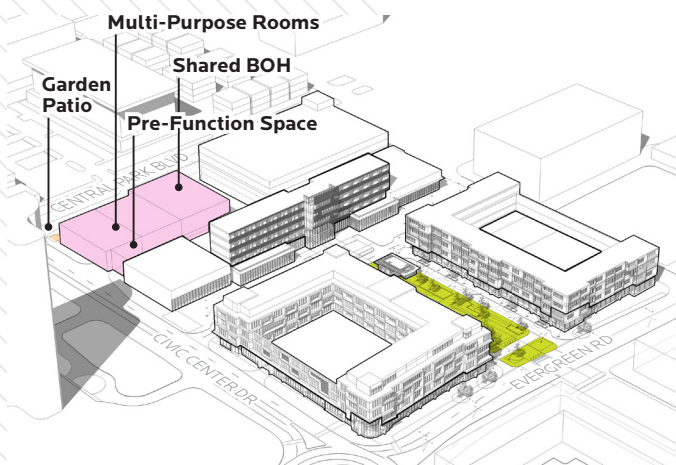 Multi-Purpose Rooms
Shared BOH
Garden
Patio
Pre-Function Space
CENTRAL PARK BLVD
CIVIC CENTER DR
EVERGREEN RD